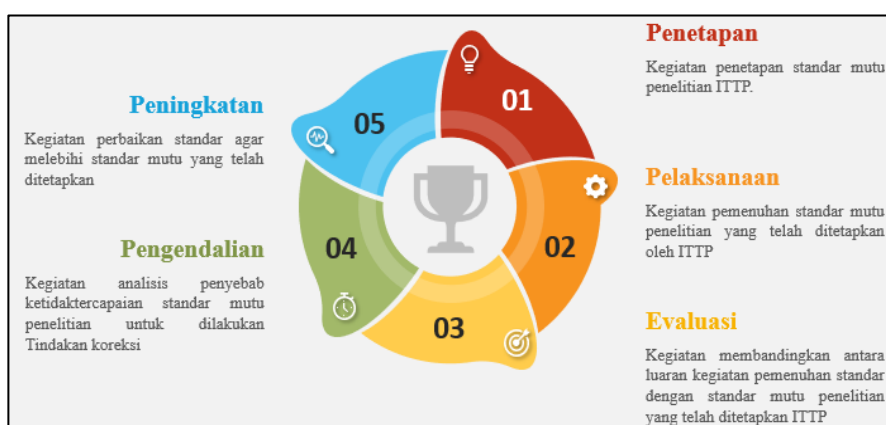 Penetapan
Kegiatan penetapan standar mutu
penelitian ITTP.
01
Peningkatan
05
Kegiatan perbaikan standar agar
melebihi standar mutu yang telah
ditetapkan
Pelaksanaan
Kegiatan pemenuhan standar mutu
penelitian yang telah ditetapkan
oleh ITTP
02
Pengendalian
04
Kegiatan analisis penyebab
ketidaktercapaian standar mutu
penelitian untuk dilakukan
Tindakan koreksi
03
Evaluasi
Kegiatan membandingkan antara
luaran kegiatan pemenuhan standar
dengan standar mutu penelitian
yang telah ditetapkan ITTP